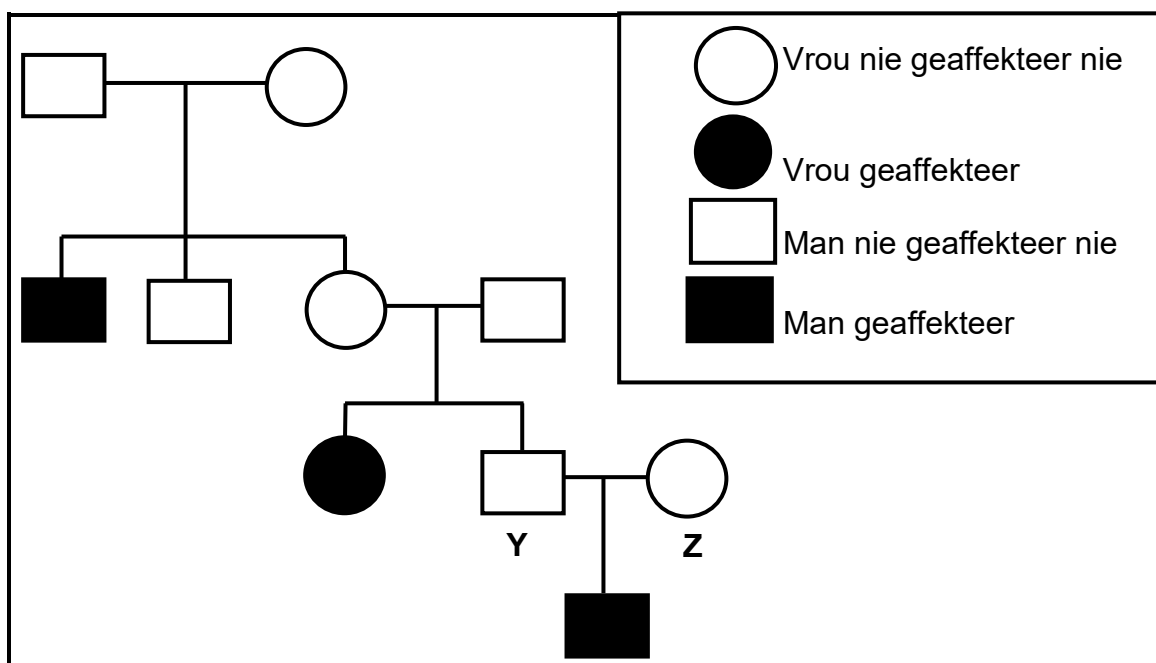 Vrou nie geaffekteer nie
Vrou geaffekteer
Man nie geaffekteer nie
Man geaffekteer
Y Z